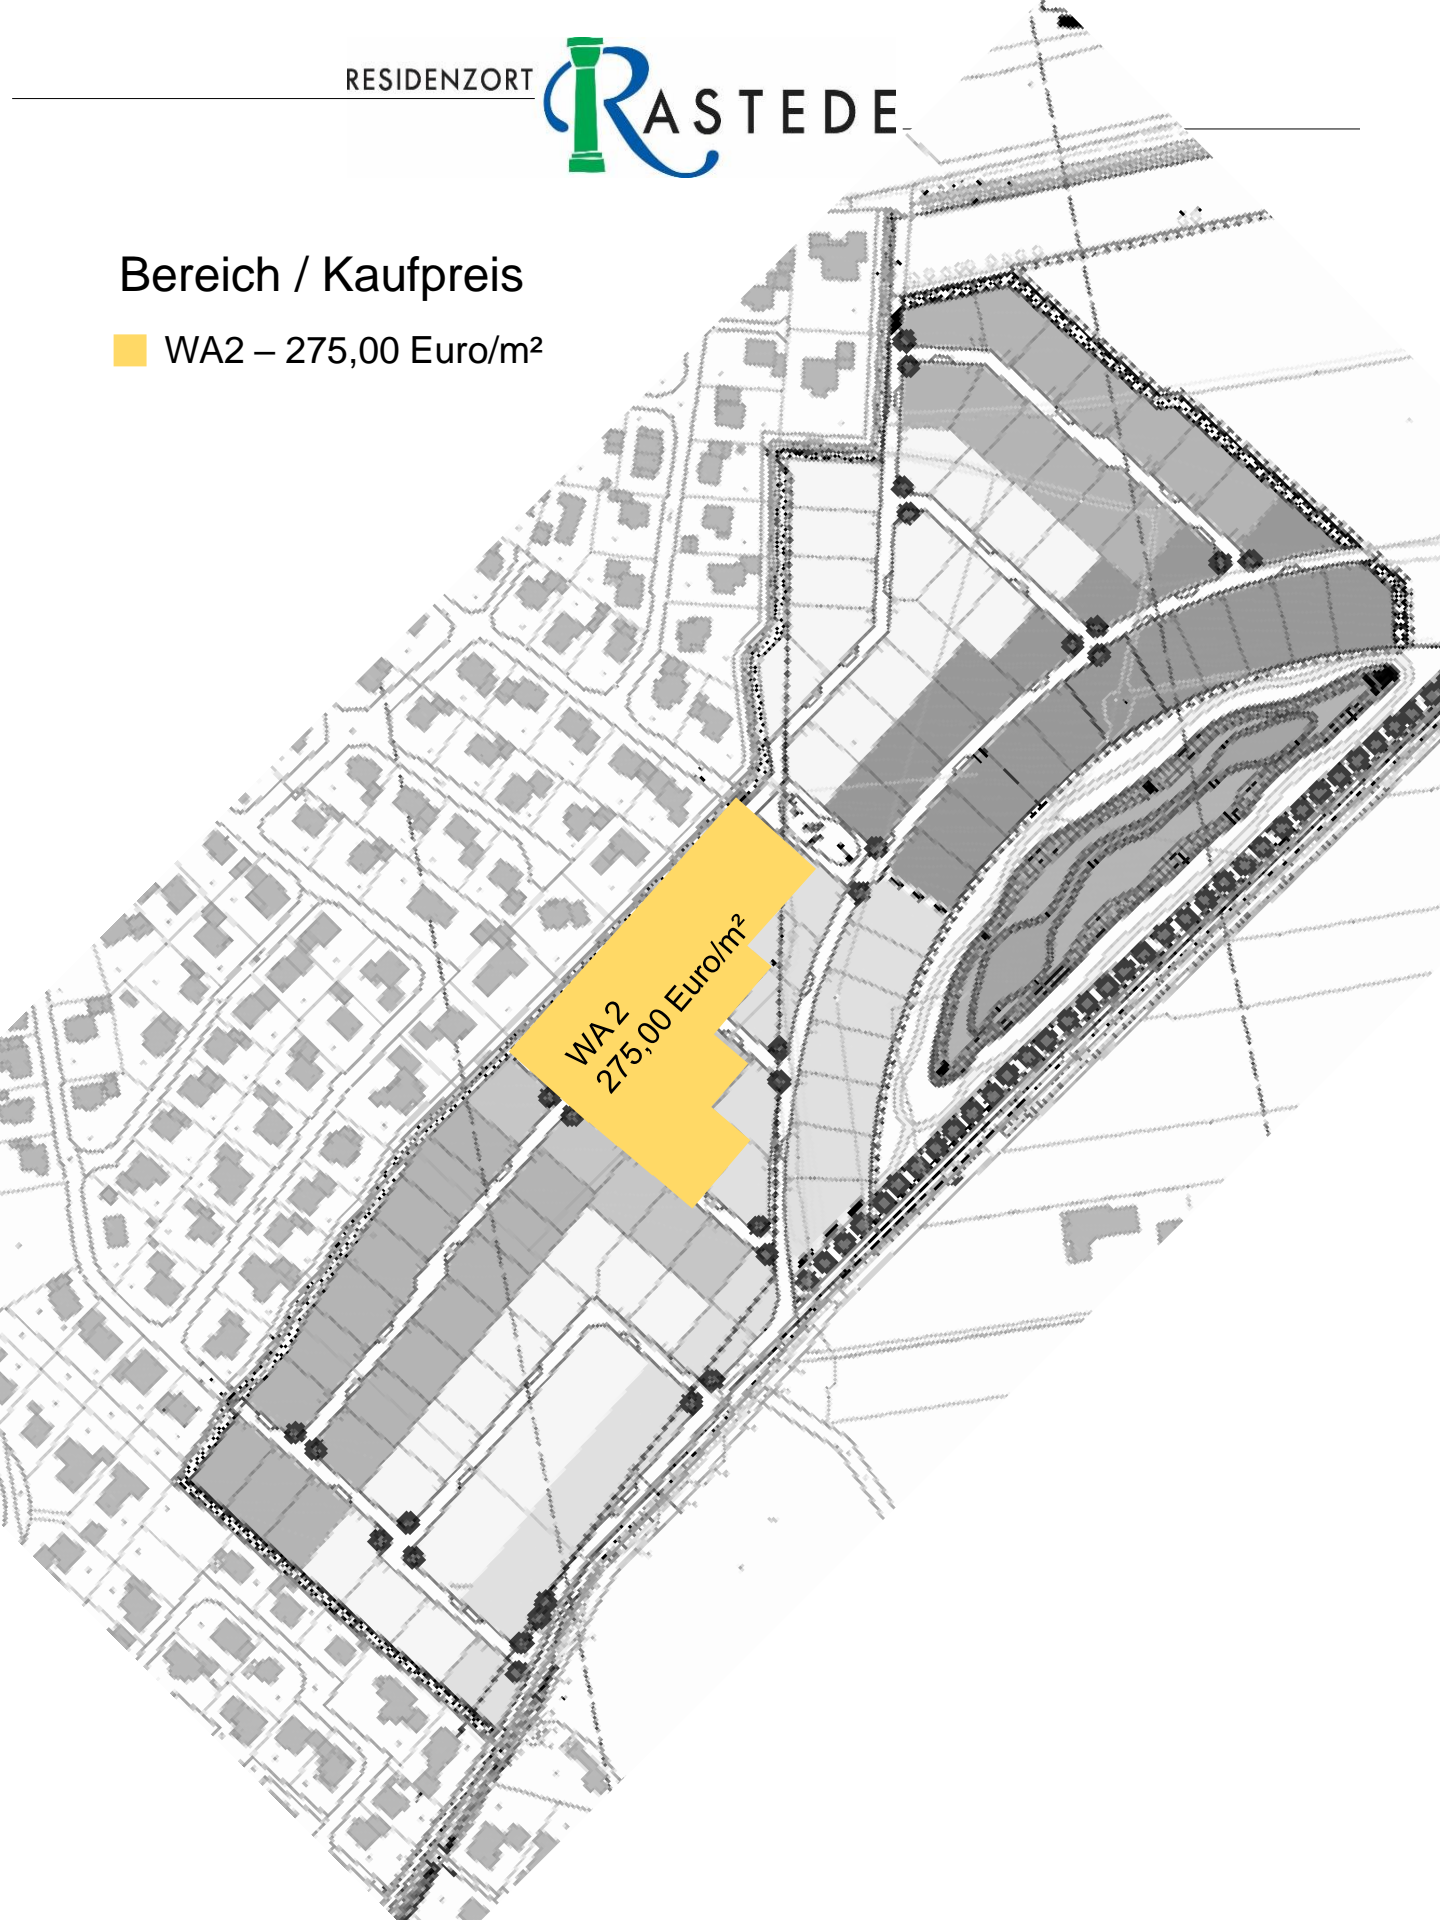 RESIDENZORT
RASTEDE
Bereich / Kaufpreis
WA2 – 275,00 Euro/m²
WA 2
275,00 Euro/m²